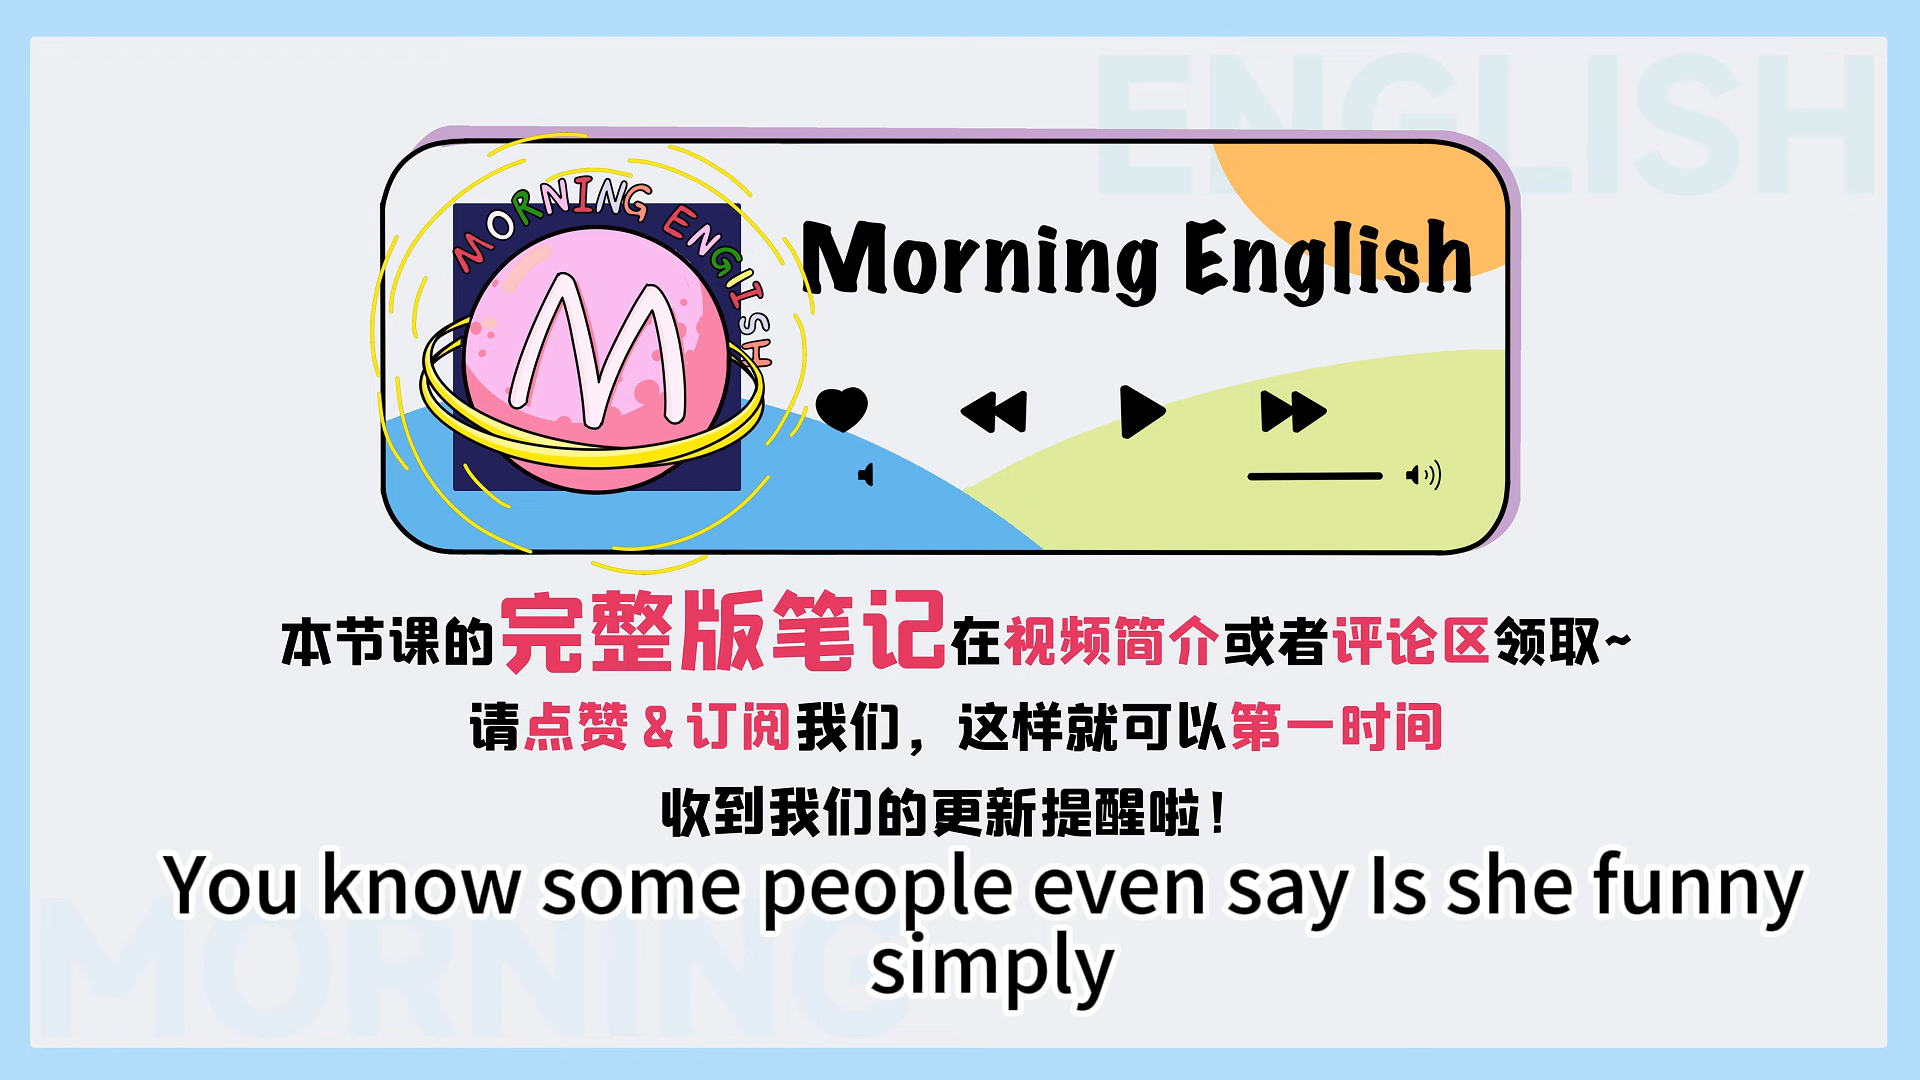 ENGLISH
MORNING ENGLISH
M
Morning English
本节课的完整版笔记在视频简介或者评论区领取~
请点赞&订阅我们，这样就可以第一时间
收到我们的更新提醒啦！
You know some people even say Is she funny
simply
MORNING